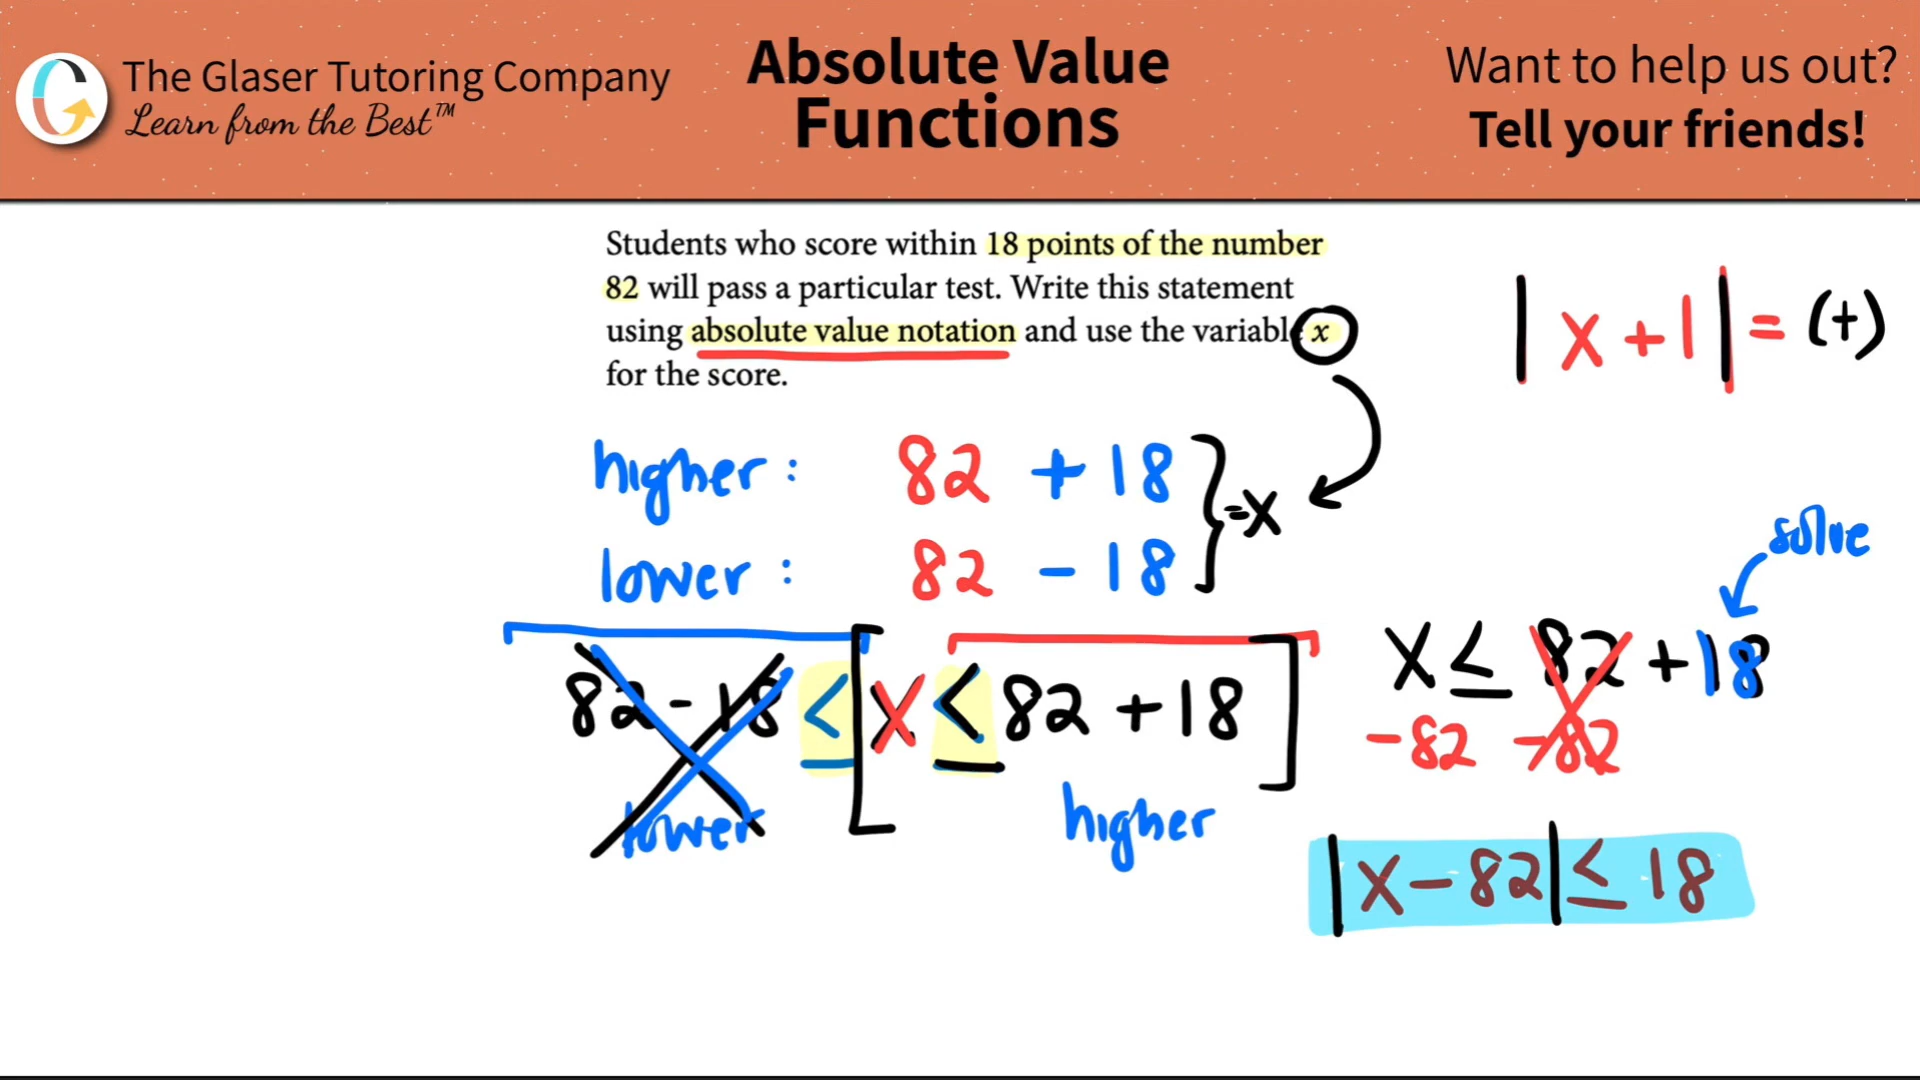 The Glaser Tutoring Company
Learn from the Best™
Absolute Value
Functions
Want to help us out?
Tell your friends!
Students who score within 18 points of the number
82 will pass a particular test. Write this statement
using absolute value notation and use the variable x
for the score.
|x+1| = (+)
higher: 82 + 18
lower: 82 - 18
} = x
82 - 18 ≤ [x ≤ 82 + 18]
lower
higher
solve
x ≤ 82 + 18
-82 -82
|x - 82| ≤ 18